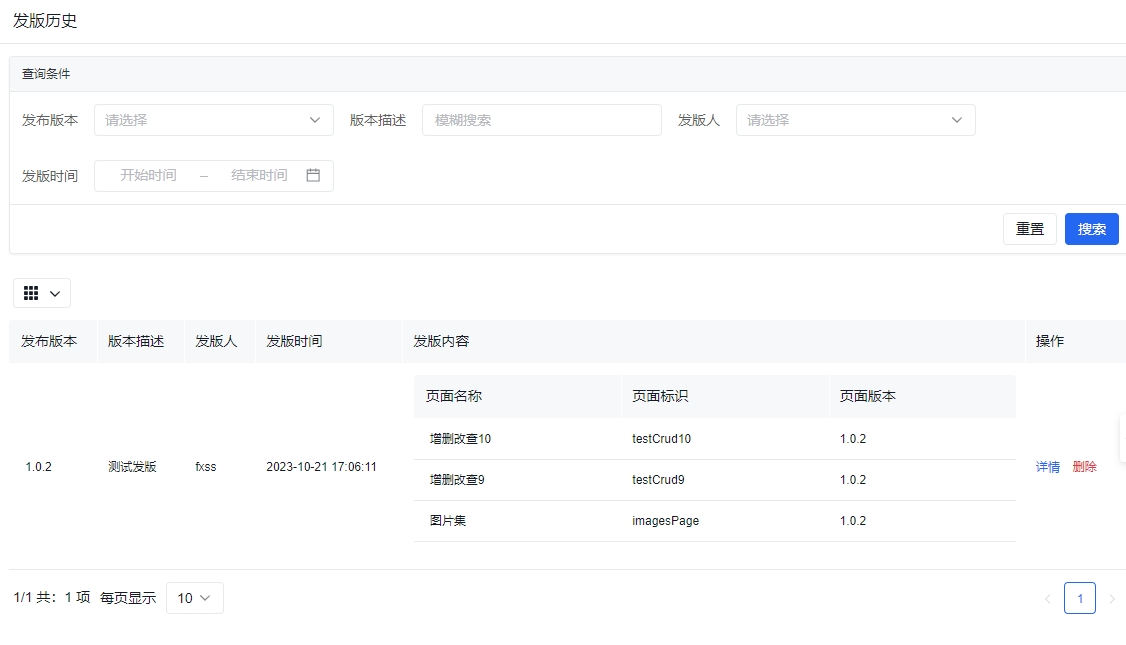 发版历史
查询条件
发布版本 请选择 版本描述 模糊搜索 发版人 请选择
发版时间 开始时间 – 结束时间
重置 搜索
发布版本 版本描述 发版人 发版时间 发版内容 操作
页面名称 页面标识 页面版本
增删改查10 testCrud10 1.0.2
1.0.2 测试发版 fxss 2023-10-21 17:06:11 详情 删除
增删改查9 testCrud9 1.0.2
图片集 imagesPage 1.0.2
1/1 共：1 项 每页显示 10 1